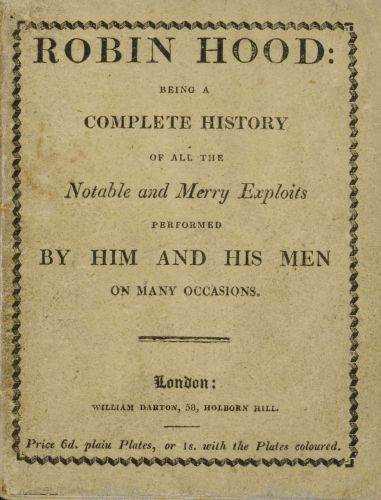 ROBIN HOOD:
BEING A
COMPLETE HISTORY
OF ALL THE
Notable and Merry Exploits
PERFORMED
BY HIM AND HIS MEN
ON MANY OCCASIONS.
London:
WILLIAM DARTON, 58, HOLBORN HILL.
Price 6d. plain Plates, or 1s. with the Plates coloured.